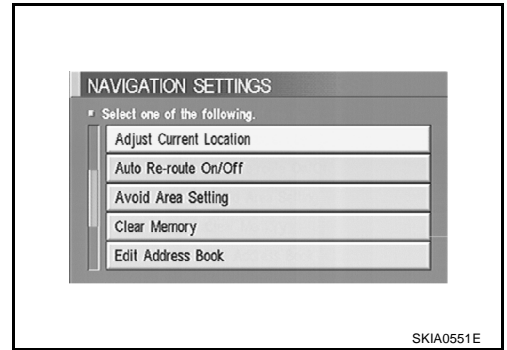 NAVIGATION SETTINGS
Select one of the following.
Adjust Current Location
Auto Re-route On/Off
Avoid Area Setting
Clear Memory
Edit Address Book
SKIA0551E